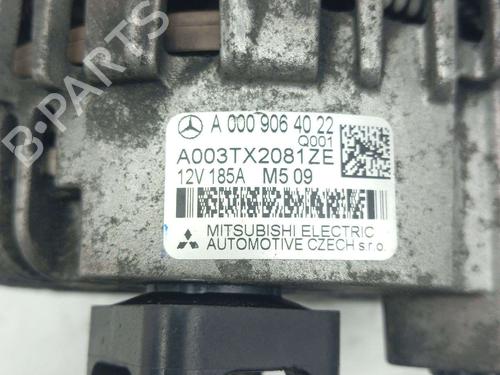 B-PARTS
A 000 906 40 22
Q001
A003TX2081ZE
12V 185A M5 09
MITSUBISHI ELECTRIC
AUTOMOTIVE CZECH s.r.o.